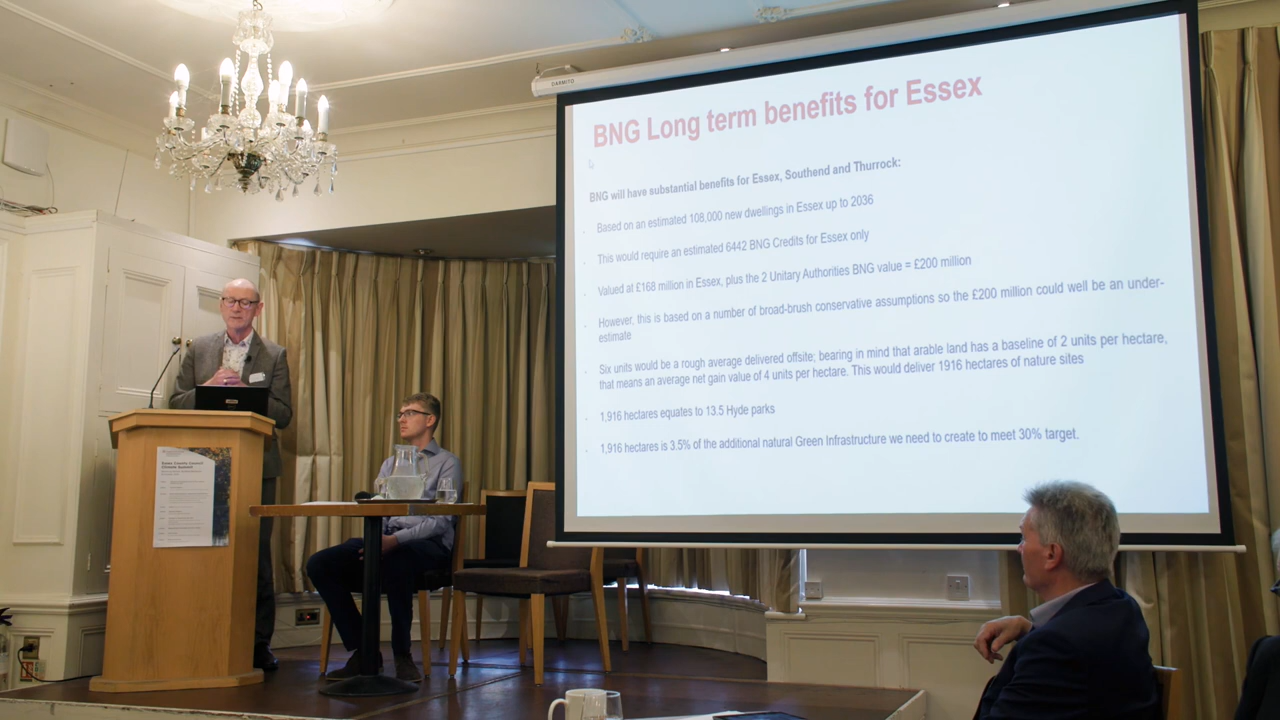 DARMITO
BNG Long term benefits for Essex
BNG will have substantial benefits for Essex, Southend and Thurrock:
Based on an estimated 108,000 new dwellings in Essex up to 2036
This would require an estimated 6442 BNG Credits for Essex only
Valued at £168 million in Essex, plus the 2 Unitary Authorities BNG value = £200 million
However, this is based on a number of broad-brush conservative assumptions so the £200 million could well be an under-
estimate
Six units would be a rough average delivered offsite; bearing in mind that arable land has a baseline of 2 units per hectare,
that means an average net gain value of 4 units per hectare. This would deliver 1916 hectares of nature sites
1,916 hectares equates to 13.5 Hyde parks
1,916 hectares is 3.5% of the additional natural Green Infrastructure we need to create to meet 30% target.
Essex County Council
Climate Summit